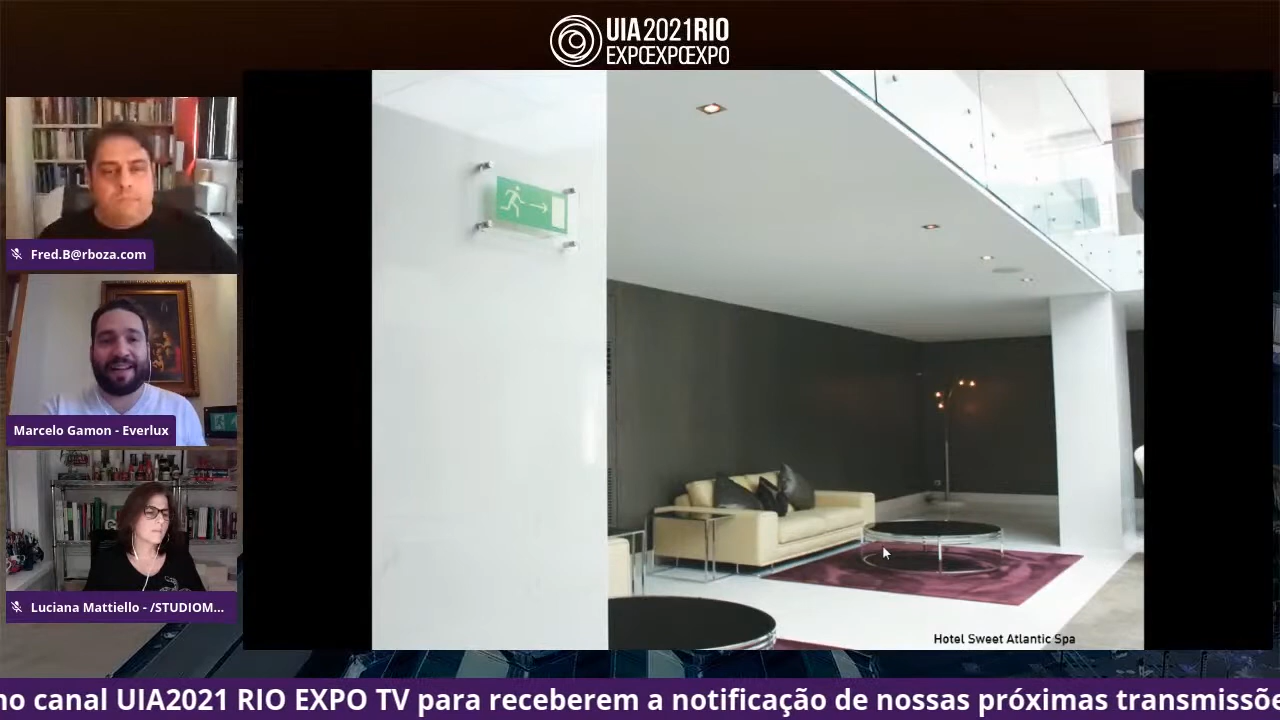 UIA2021RIO
EXPOEXPOEXPO
Fred.B@rboza.com
Marcelo Gamon - Everlux
Luciana Mattiello - /STUDIOM...
Hotel Sweet Atlantic Spa
no canal UIA2021 RIO EXPO TV para receberem a notificação de nossas próximas transmissõe